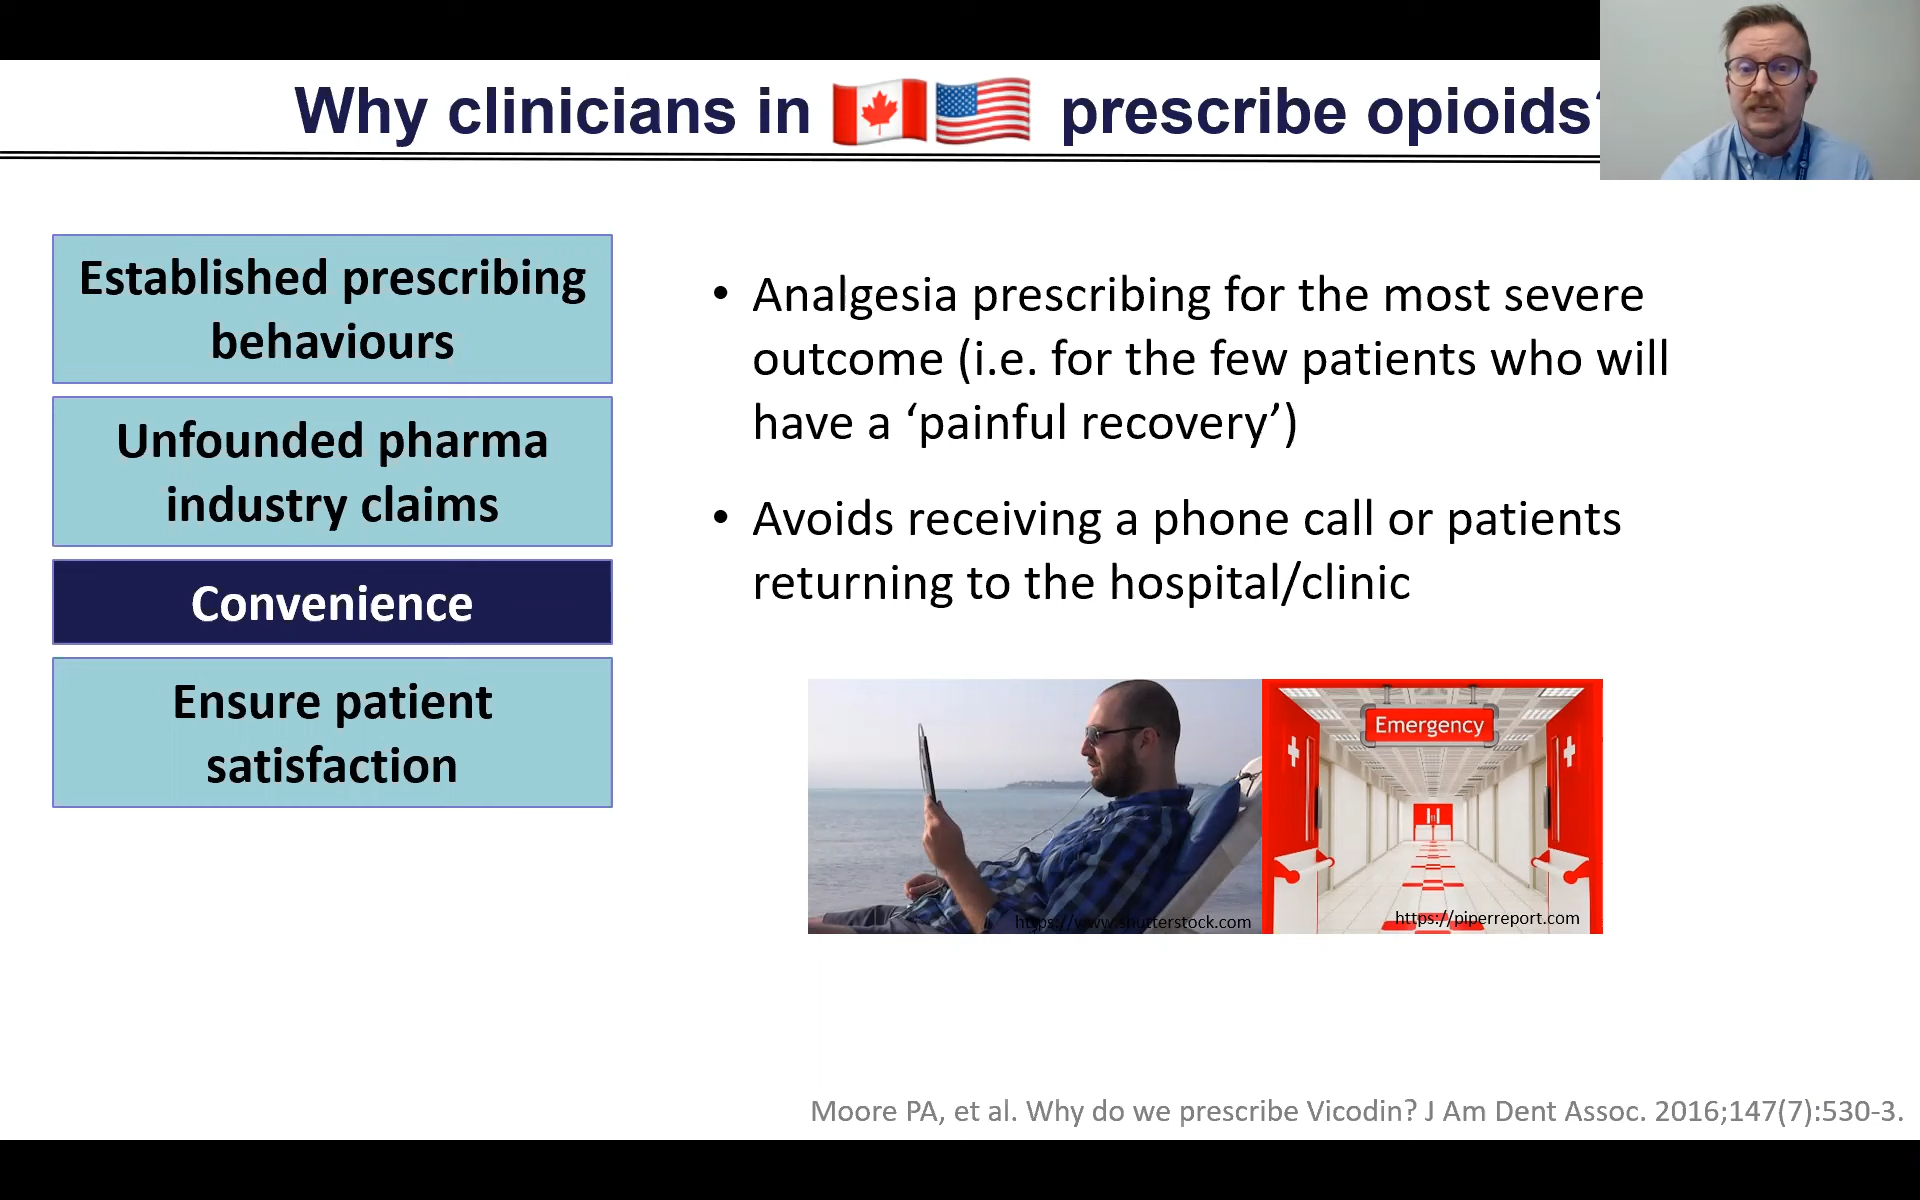 Why clinicians in 🇨🇦🇺🇸 prescribe opioids?
Established prescribing
behaviours
Unfounded pharma
industry claims
Convenience
Ensure patient
satisfaction
• Analgesia prescribing for the most severe
outcome (i.e. for the few patients who will
have a ‘painful recovery’)
• Avoids receiving a phone call or patients
returning to the hospital/clinic
Emergency
https://www.shutterstock.com
https://piperreport.com
Moore PA, et al. Why do we prescribe Vicodin? J Am Dent Assoc. 2016;147(7):530-3.